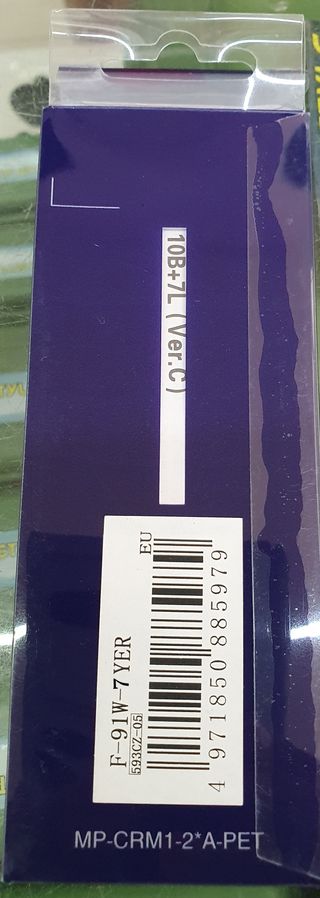 10B+7L (Ver.C)
EU
F-91W-7YER
593CZ-05
4 971850 885979
MP-CRM1-2*A-PET